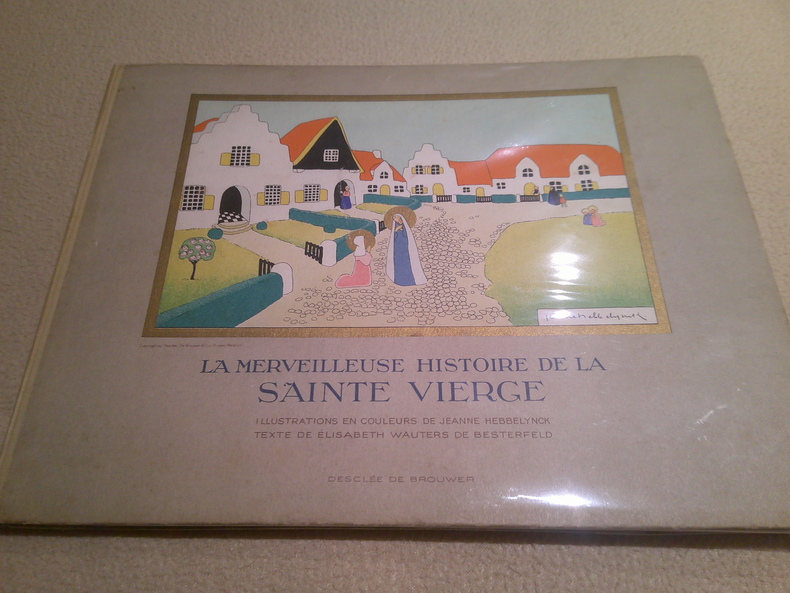 LA MERVEILLEUSE HISTOIRE DE LA
SAINTE VIERGE
ILLUSTRATIONS EN COULEURS DE JEANNE HEBBELYNCK
TEXTE DE ÉLISABETH WAUTERS DE BESTERFELD
DESCLÉE DE BROUWER